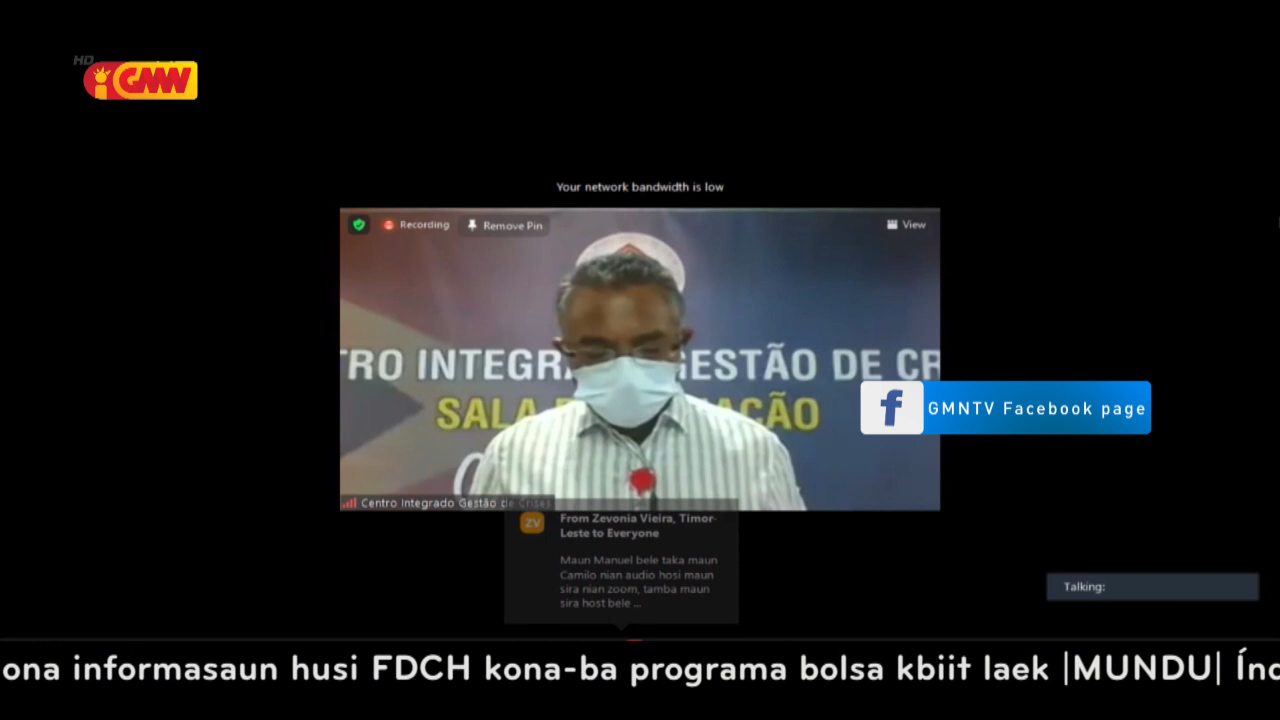 HD
GMN
Your network bandwidth is low
Recording
Remove Pin
View
TRO INTEGR ESTÃO DE CR
SALA AÇÃO
GMNTV Facebook page
Centro Integrado Gestão de Crises
ZV
From Zevonia Vieira, Timor-
Leste to Everyone
Maun Manuel bele taka maun
Camilo nian audio hosi maun
sira nian zoom, tamba maun
sira host bele ...
Talking:
ona informasaun husi FDCH kona-ba programa bolsa kbiit laek |MUNDU| Índ